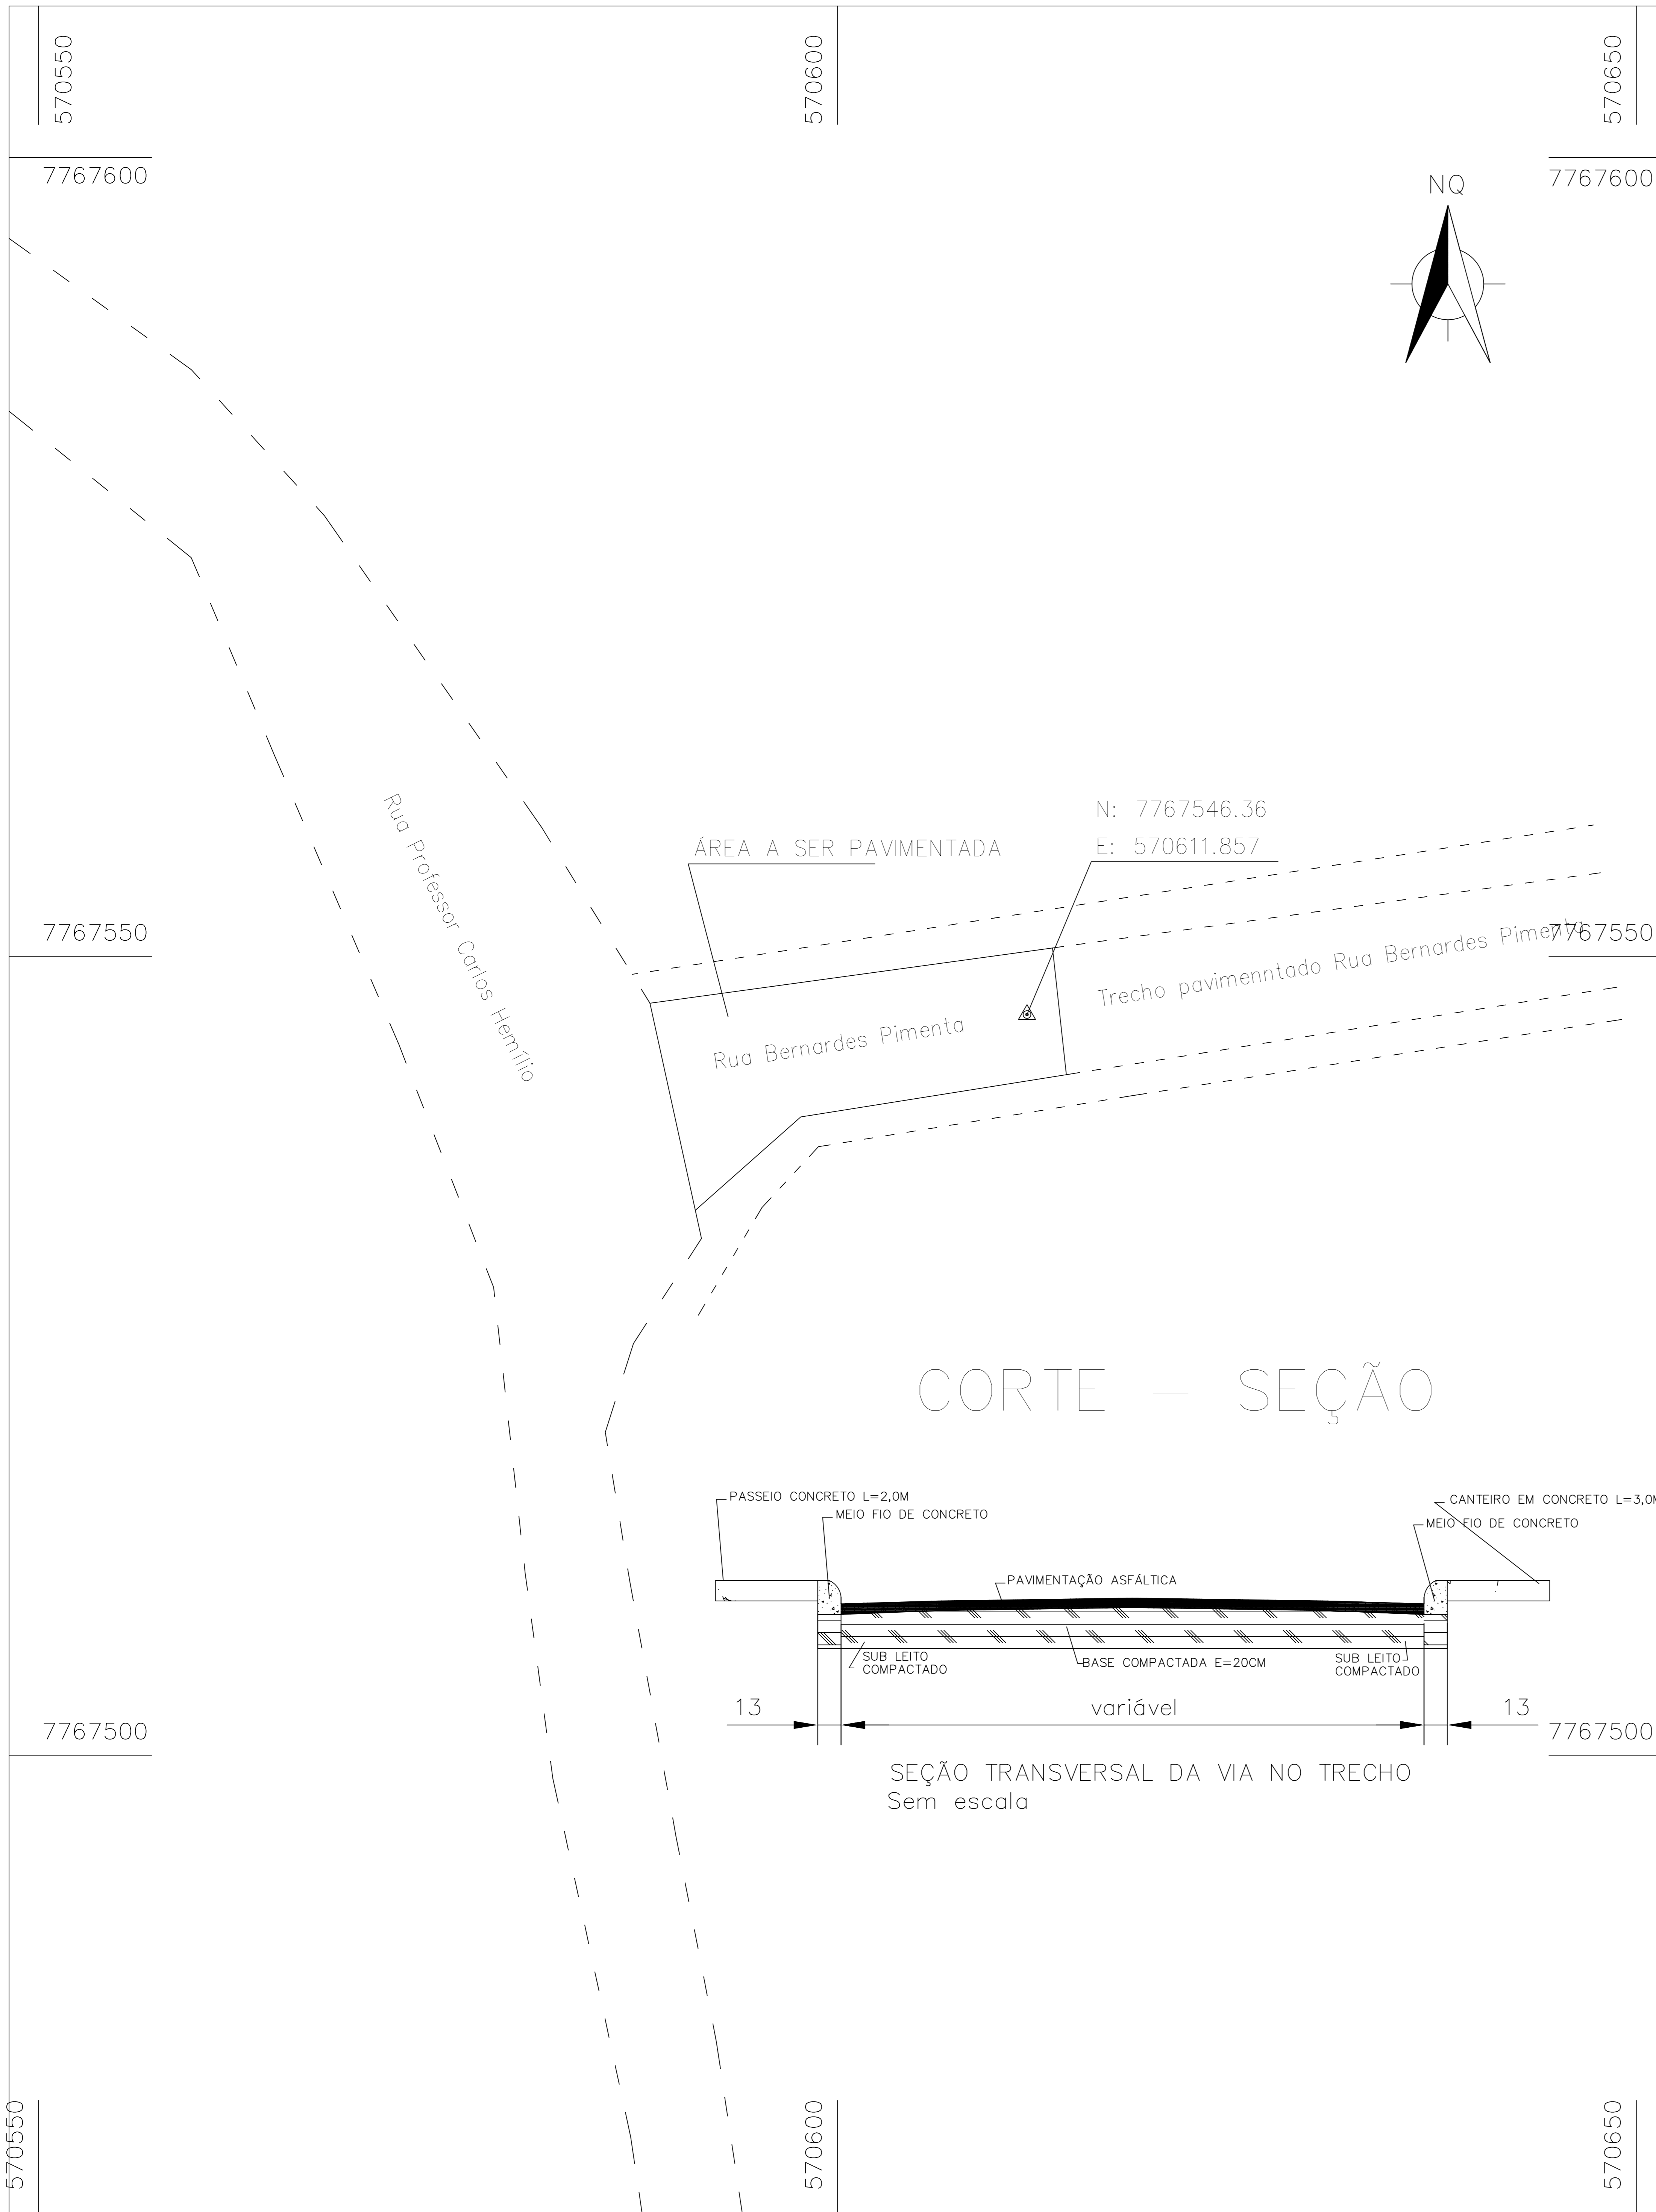 570550
570600
570650
7767600
7767600
NQ
N: 7767546.36
E: 570611.857
ÁREA A SER PAVIMENTADA
Rua Professor Carlos Hemílio
7767550
7767550
Trecho pavimenntado Rua Bernardes Pimenta
Rua Bernardes Pimenta
CORTE - SEÇÃO
PASSEIO CONCRETO L=2,0M
MEIO FIO DE CONCRETO
CANTEIRO EM CONCRETO L=3,0M
MEIO FIO DE CONCRETO
PAVIMENTAÇÃO ASFÁLTICA
SUB LEITO
COMPACTADO
BASE COMPACTADA E=20CM
SUB LEITO
COMPACTADO
13
variável
13
7767500
7767500
SEÇÃO TRANSVERSAL DA VIA NO TRECHO
Sem escala
570550
570600
570650